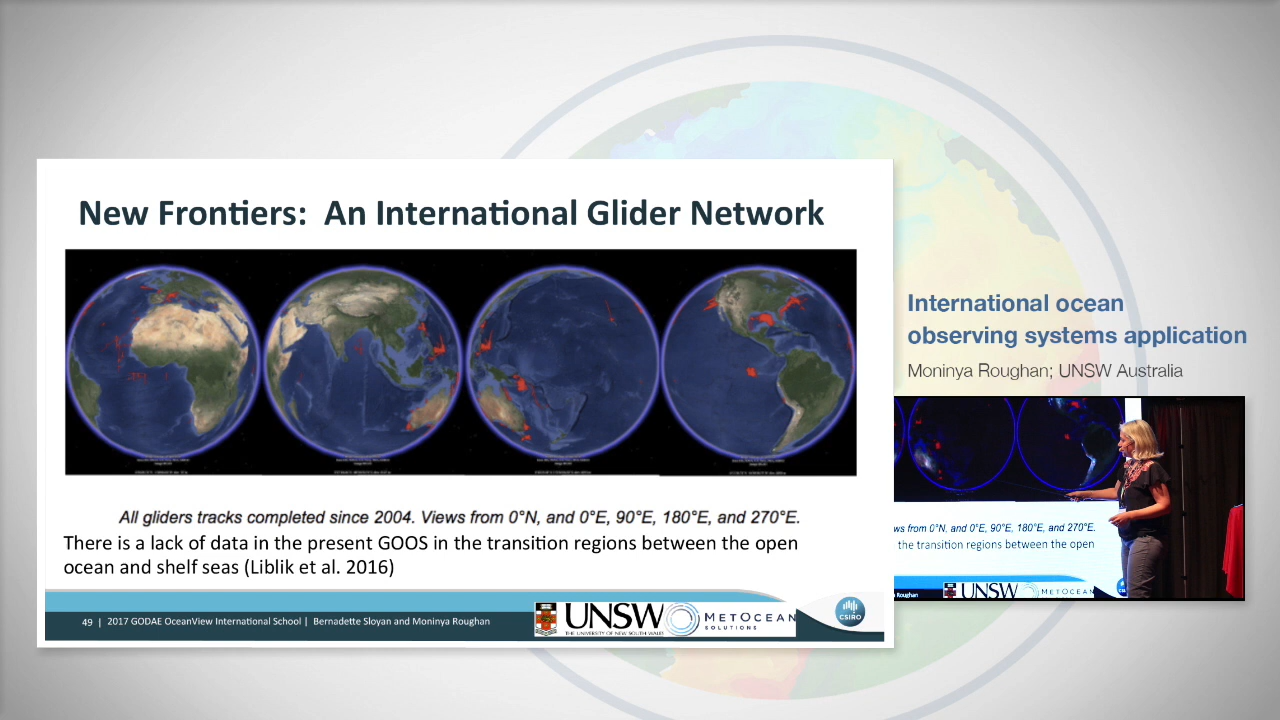 New Frontiers: An International Glider Network
All gliders tracks completed since 2004. Views from 0°N, and 0°E, 90°E, 180°E, and 270°E.
There is a lack of data in the present GOOS in the transition regions between the open
ocean and shelf seas (Liblik et al. 2016)
49 | 2017 GODAE OceanView International School | Bernadette Sloyan and Moninya Roughan
UNSW
THE UNIVERSITY OF NEW SOUTH WALES
METOCEAN
SOLUTIONS
CSIRO
International ocean
observing systems application
Moninya Roughan; UNSW Australia
ws from 0°N, and 0°E, 90°E, 180°E, and 270°E.
the transition regions between the open
Roughan
UNSW
METOCEAN